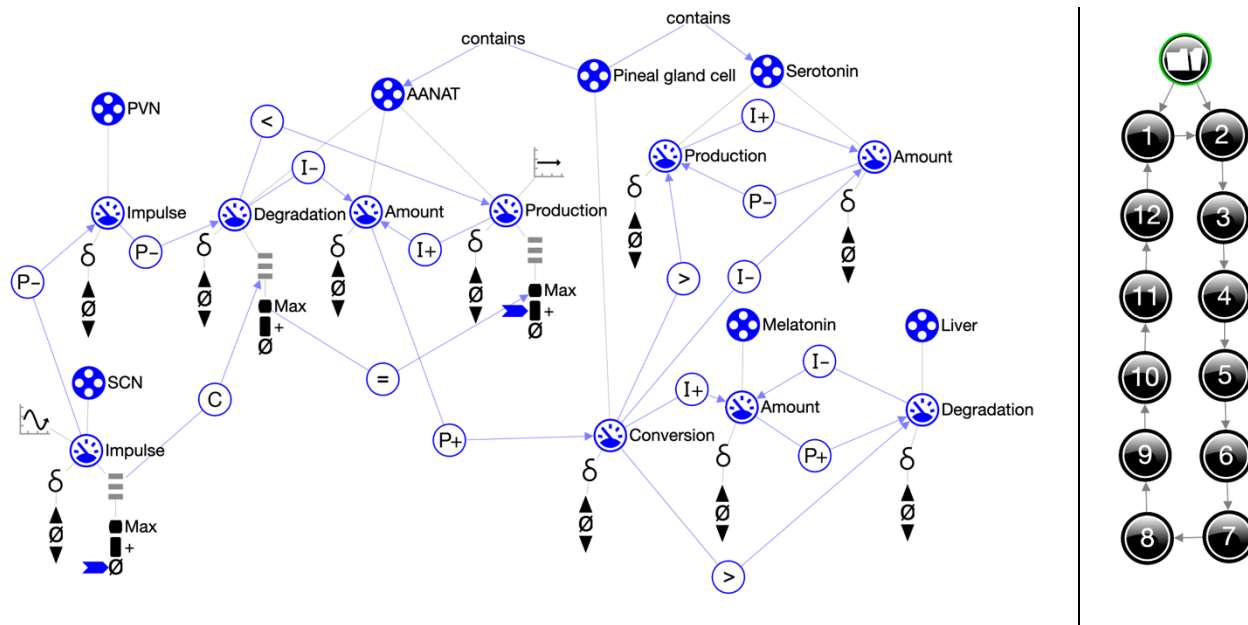 contains
contains
Pineal gland cell
Serotonin
AANAT
PVN
<
I+
Production
Amount
I-
δ
P-
δ
Impulse
Degradation
Amount
Production
P-
I+
δ
δ
δ
δ
Ø
Ø
P-
>
I-
Ø
Ø
Ø
Ø
Max
+
Ø
Max
+
Ø
Melatonin
Liver
I-
SCN
=
C
I+
Amount
Degradation
P+
Conversion
P+
Impulse
δ
δ
δ
δ
Ø
Max
+
Ø
Ø
Ø
Ø
>
1
2
12
3
11
4
10
5
9
6
8
7